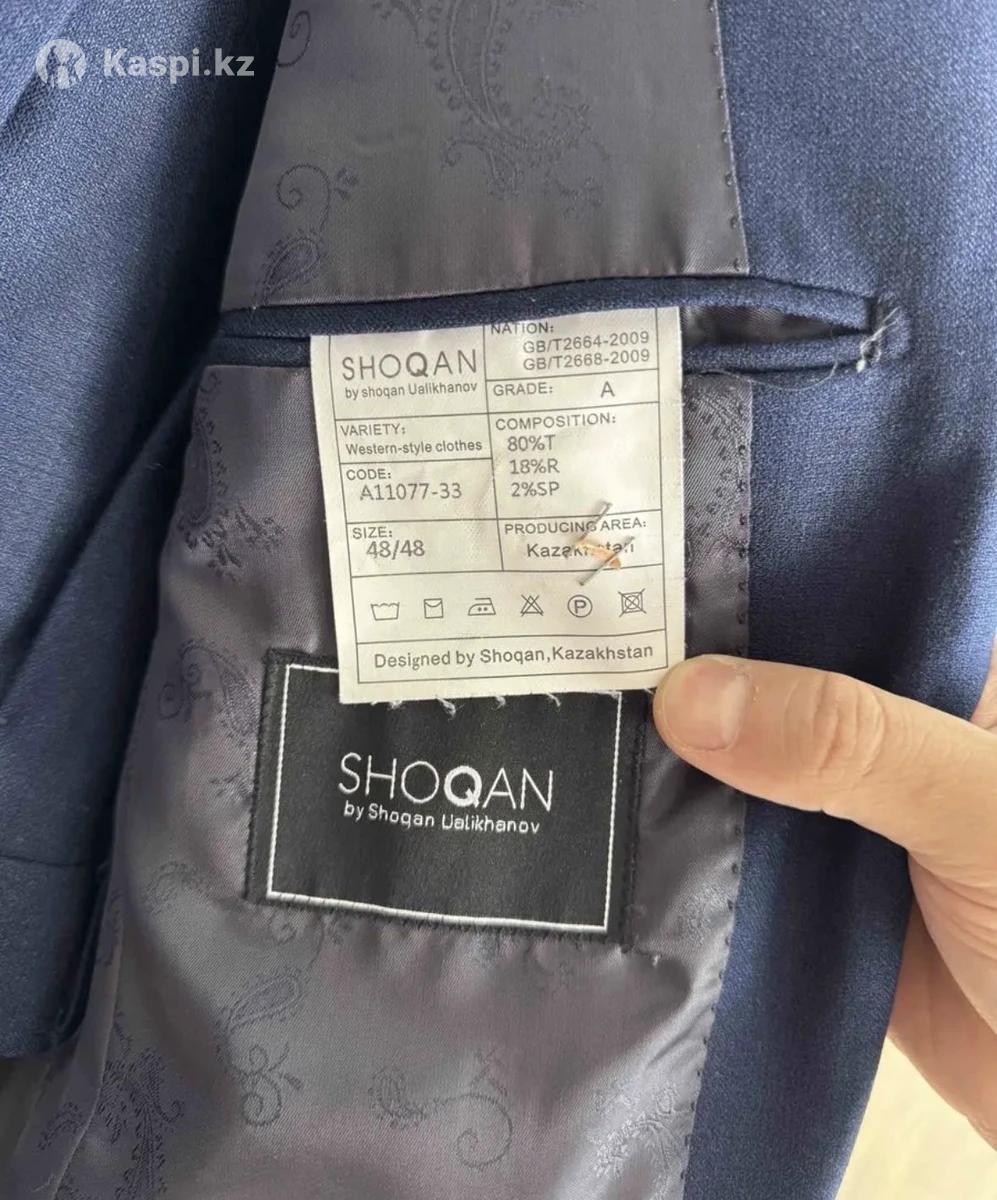 Kaspi.kz
SHOQAN
by shoqan Ualikhanov
NATION:
GB/T2664-2009
GB/T2668-2009
GRADE: A
VARIETY:
Western-style clothes
COMPOSITION:
80%T
18%R
2%SP
CODE:
A11077-33
SIZE:
48/48
PRODUCING AREA:
Kazakhstan
P
Designed by Shoqan,Kazakhstan
SHOQAN
by Shoqan Ualikhanov